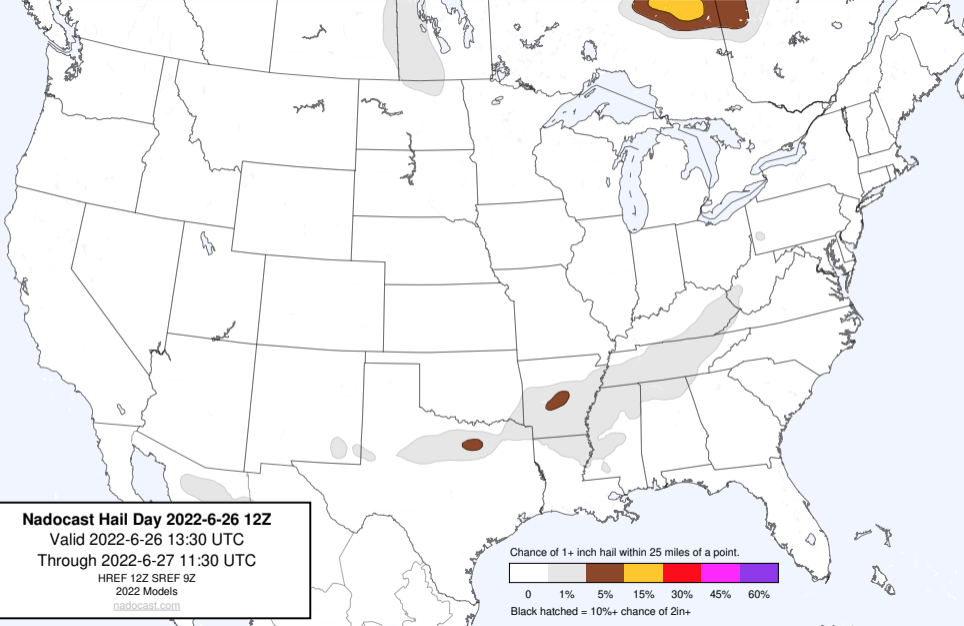 Nadocast Hail Day 2022-6-26 12Z
Valid 2022-6-26 13:30 UTC
Through 2022-6-27 11:30 UTC
HREF 12Z SREF 9Z
2022 Models
nadocast.com
Chance of 1+ inch hail within 25 miles of a point.
0 1% 5% 15% 30% 45% 60%
Black hatched = 10%+ chance of 2in+